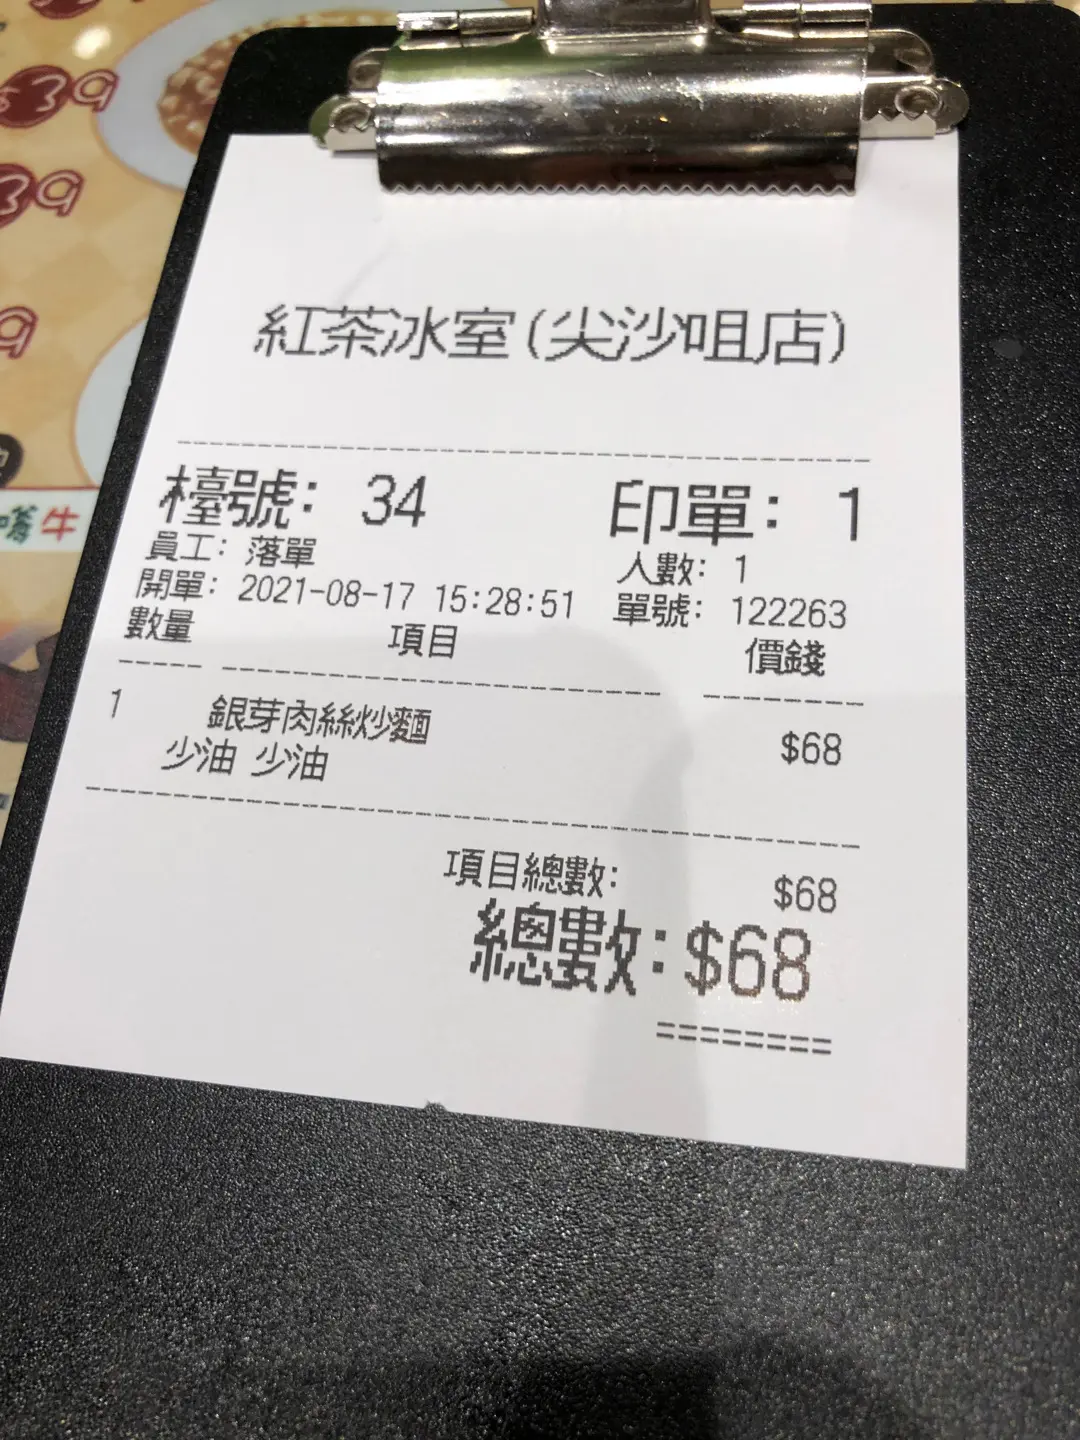 紅茶冰室(尖沙咀店)
檯號: 34 印單: 1
員工: 落單 人數: 1
開單: 2021-08-17 15:28:51 單號: 122263
數量 項目 價錢
1 銀芽肉絲炒麵 $68
少油 少油
項目總數: $68
總數: $68
========
牛